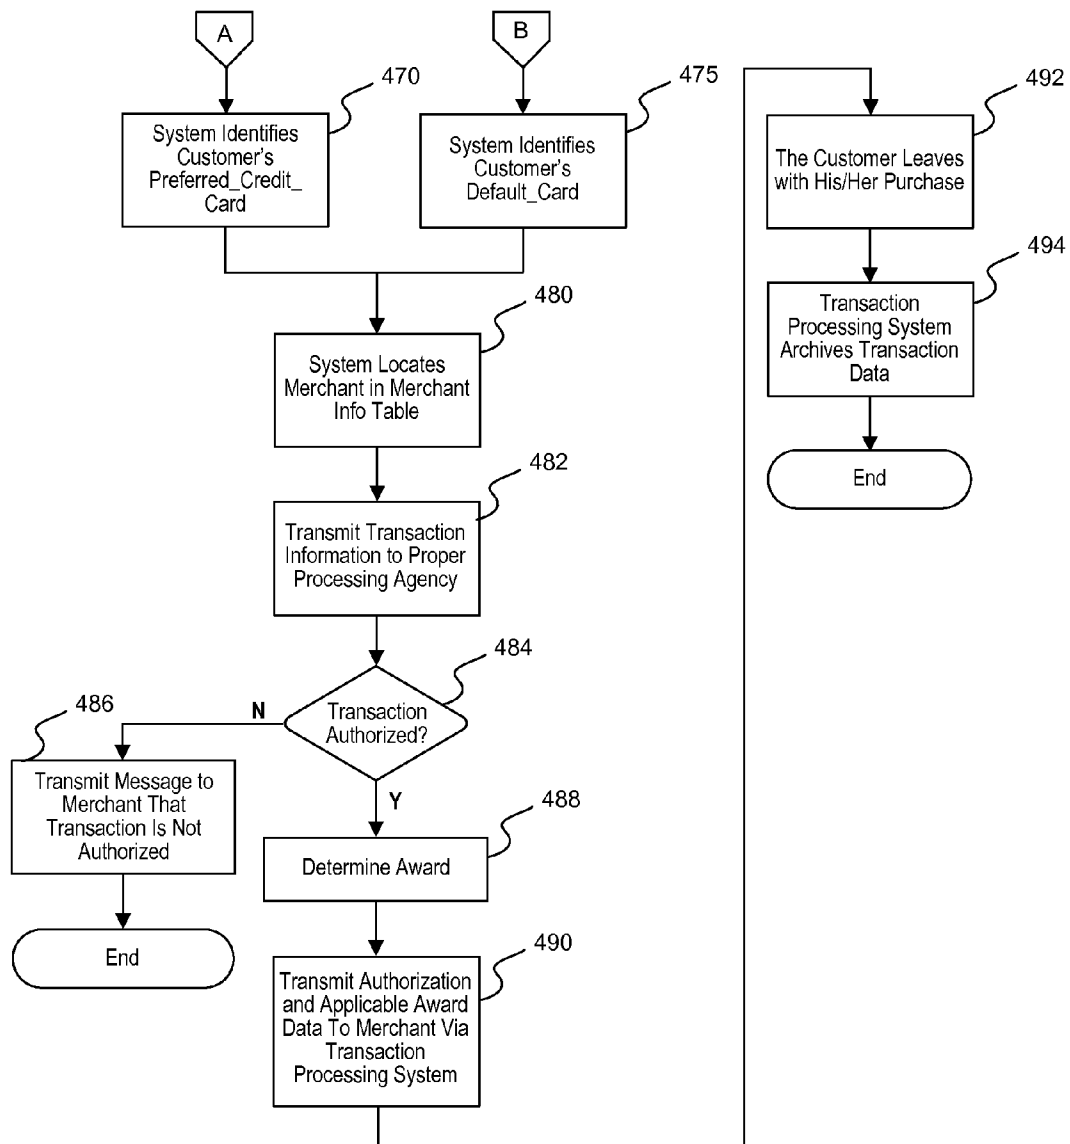 A
470
System Identifies
Customer's
Preferred_Credit_
Card
B
475
System Identifies
Customer's
Default_Card
480
System Locates
Merchant in Merchant
Info Table
482
Transmit Transaction
Information to Proper
Processing Agency
484
Transaction
Authorized?
N
486
Transmit Message to
Merchant That
Transaction Is Not
Authorized
End
Y
488
Determine Award
490
Transmit Authorization
and Applicable Award
Data To Merchant Via
Transaction
Processing System
492
The Customer Leaves
with His/Her Purchase
494
Transaction
Processing System
Archives Transaction
Data
End